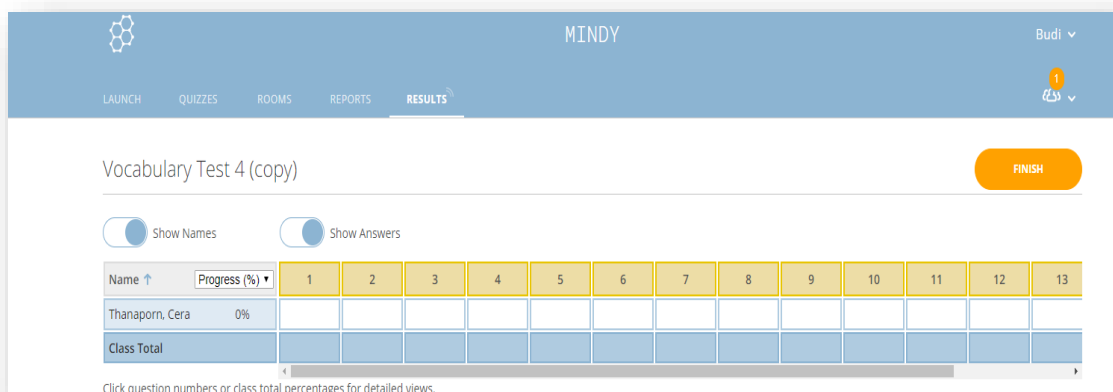 MINDY
Budi
1
LAUNCH QUIZZES ROOMS REPORTS RESULTS
Vocabulary Test 4 (copy)
FINISH
Show Names Show Answers
Name ↑ Progress (%) 1 2 3 4 5 6 7 8 9 10 11 12 13
Thanaporn, Cera 0%
Class Total
Click question numbers or class total percentages for detailed views.